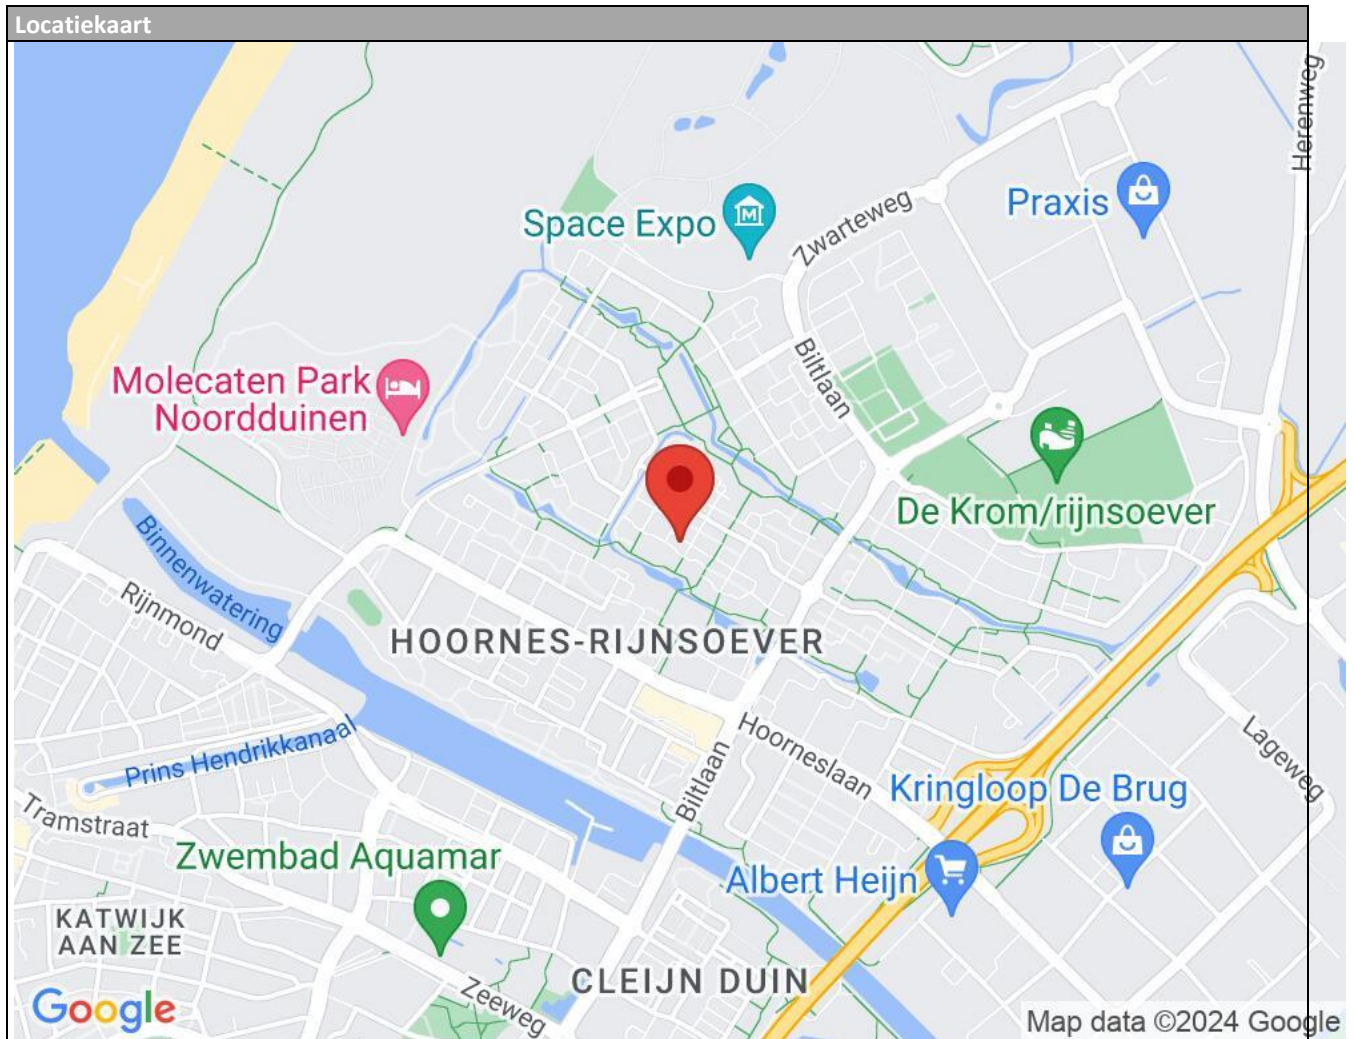 Locatiekaart
Herenweg
Praxis
Space Expo
Zwarteweg
Biltlaan
Molecaten Park
Noordduinen
De Krom/rijnsoever
Binnenwatering
Rijnmond
HOORNES-RIJNSOEVER
Hoorneslaan
Lageweg
Prins Hendrikkanaal
Biltlaan
Kringloop De Brug
Tramstraat
Zwembad Aquamar
Albert Heijn
KATWIJK
AAN ZEE
CLEIJN DUIN
Zeeweg
Google
Map data ©2024 Google